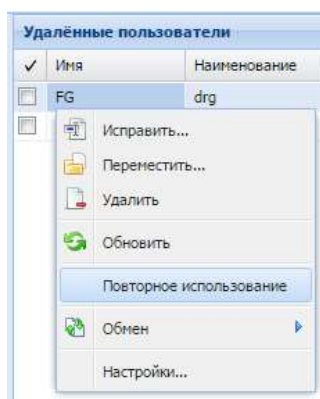 Удалённые пользователи
✓ Имя Наименование
FG drg
Исправить...
Переместить...
Удалить
Обновить
Повторное использование
Обмен
Настройки...